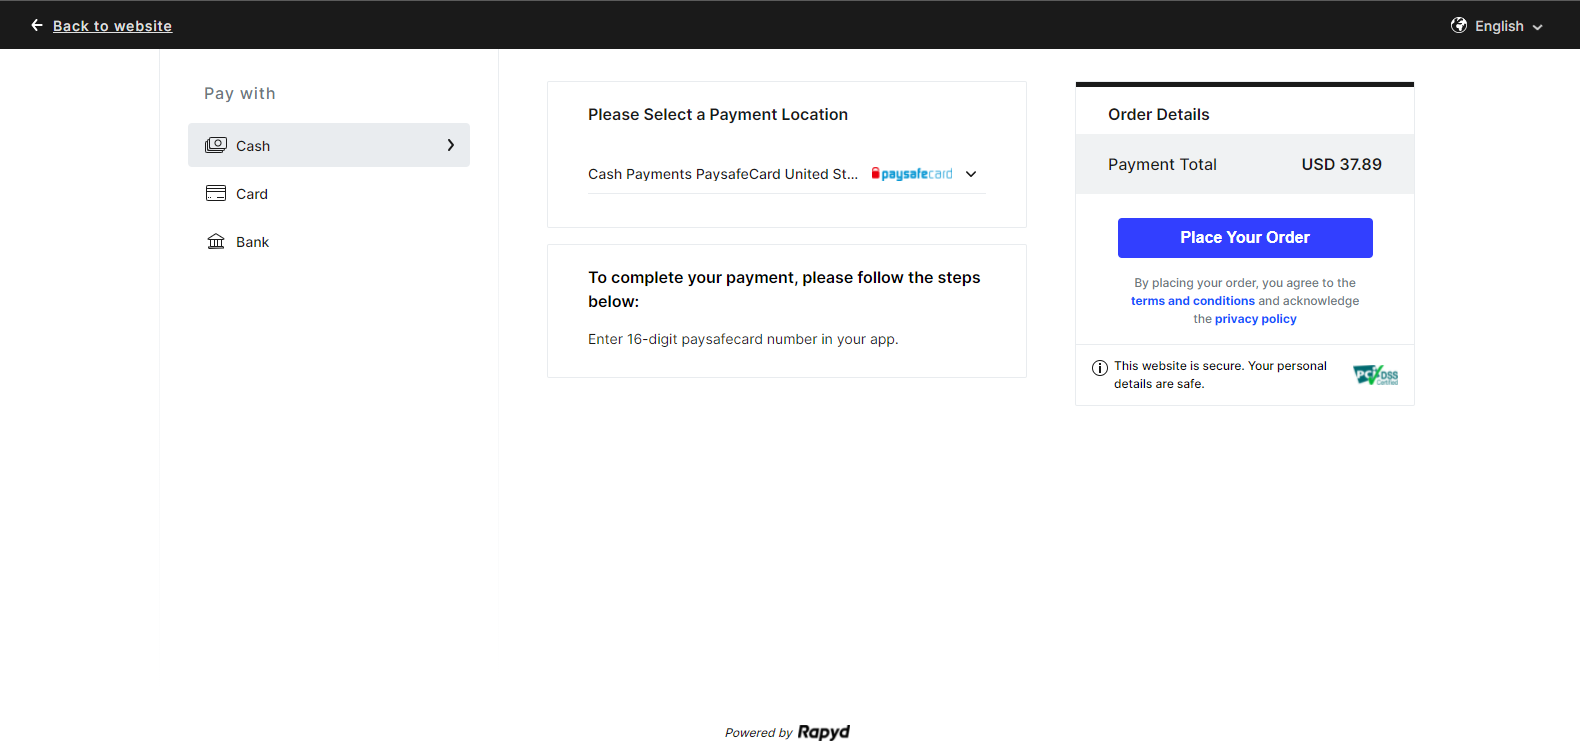 Back to website
English
Pay with
Cash
Card
Bank
Please Select a Payment Location
Cash Payments PaysafeCard United St... paysafecard
To complete your payment, please follow the steps
below:
Enter 16-digit paysafecard number in your app.
Order Details
Payment Total USD 37.89
Place Your Order
By placing your order, you agree to the
terms and conditions and acknowledge
the privacy policy
This website is secure. Your personal
details are safe.
PCI DSS
Certified
Powered by Rapyd